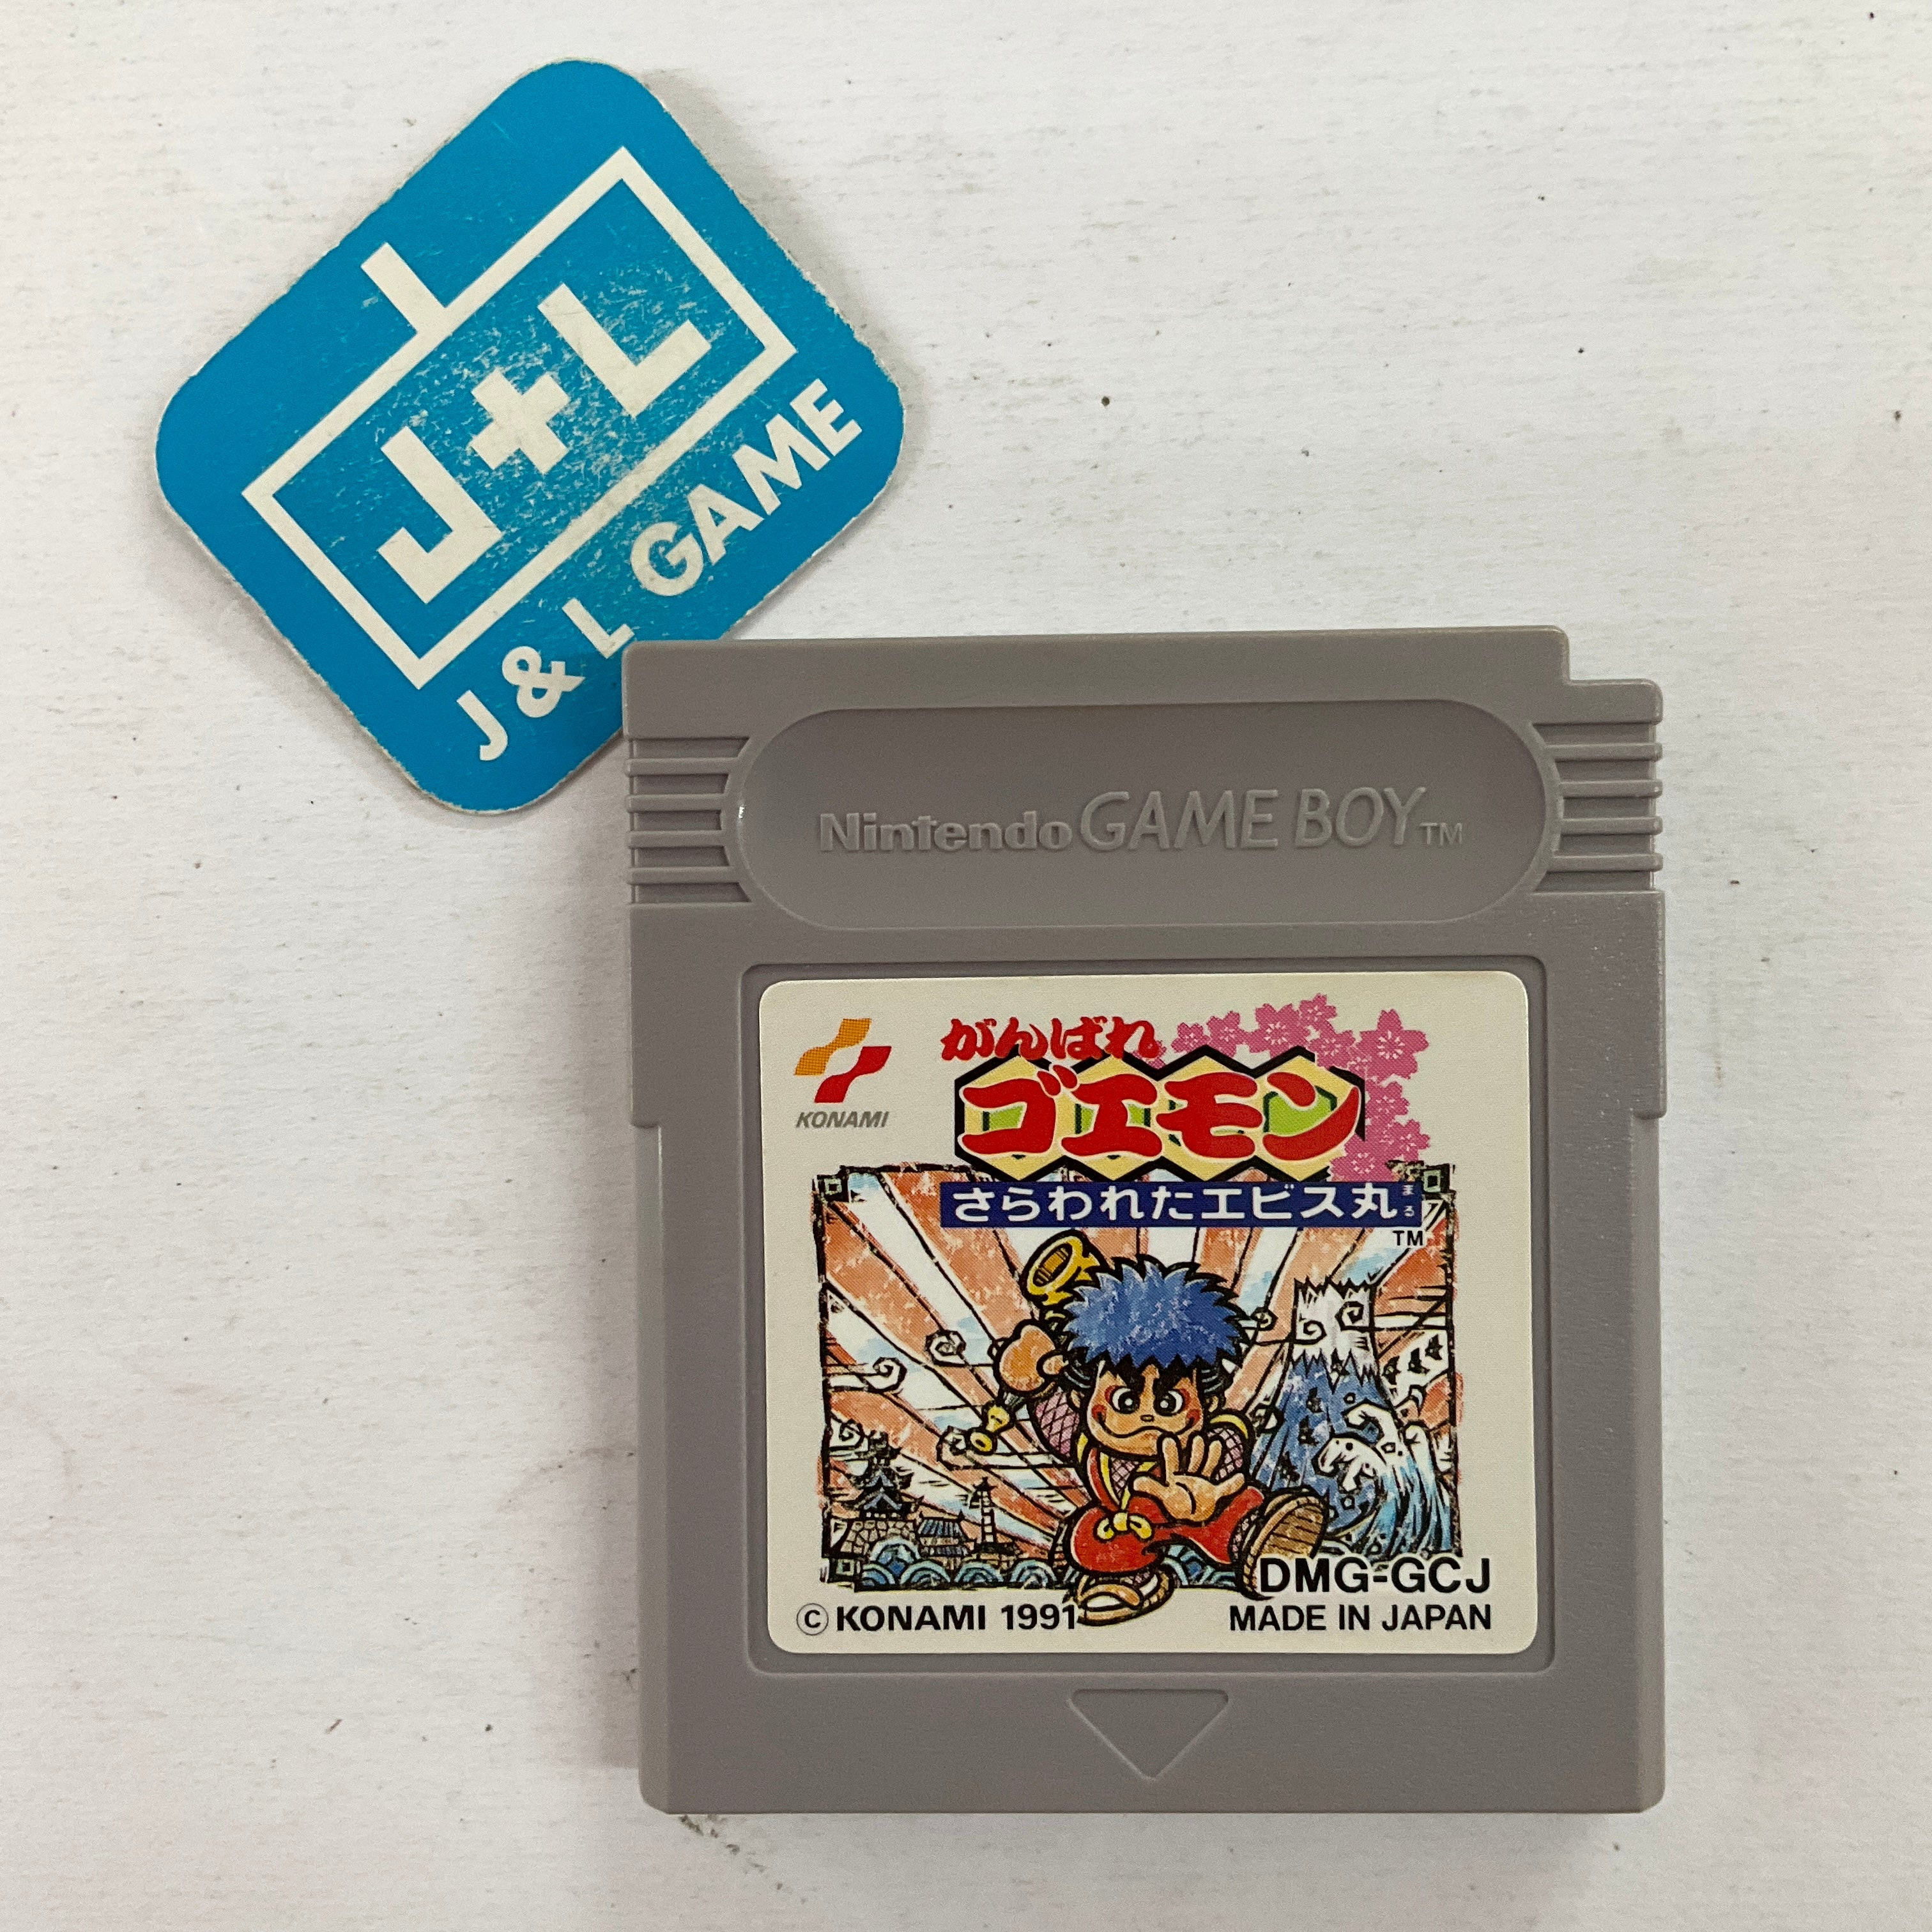 J+L
J & L GAME
Nintendo GAME BOY TM
KONAMI
がんばれ
ゴエモン
さらわれたエビス丸
まる
TM
DMG-GCJ
© KONAMI 1991
MADE IN JAPAN